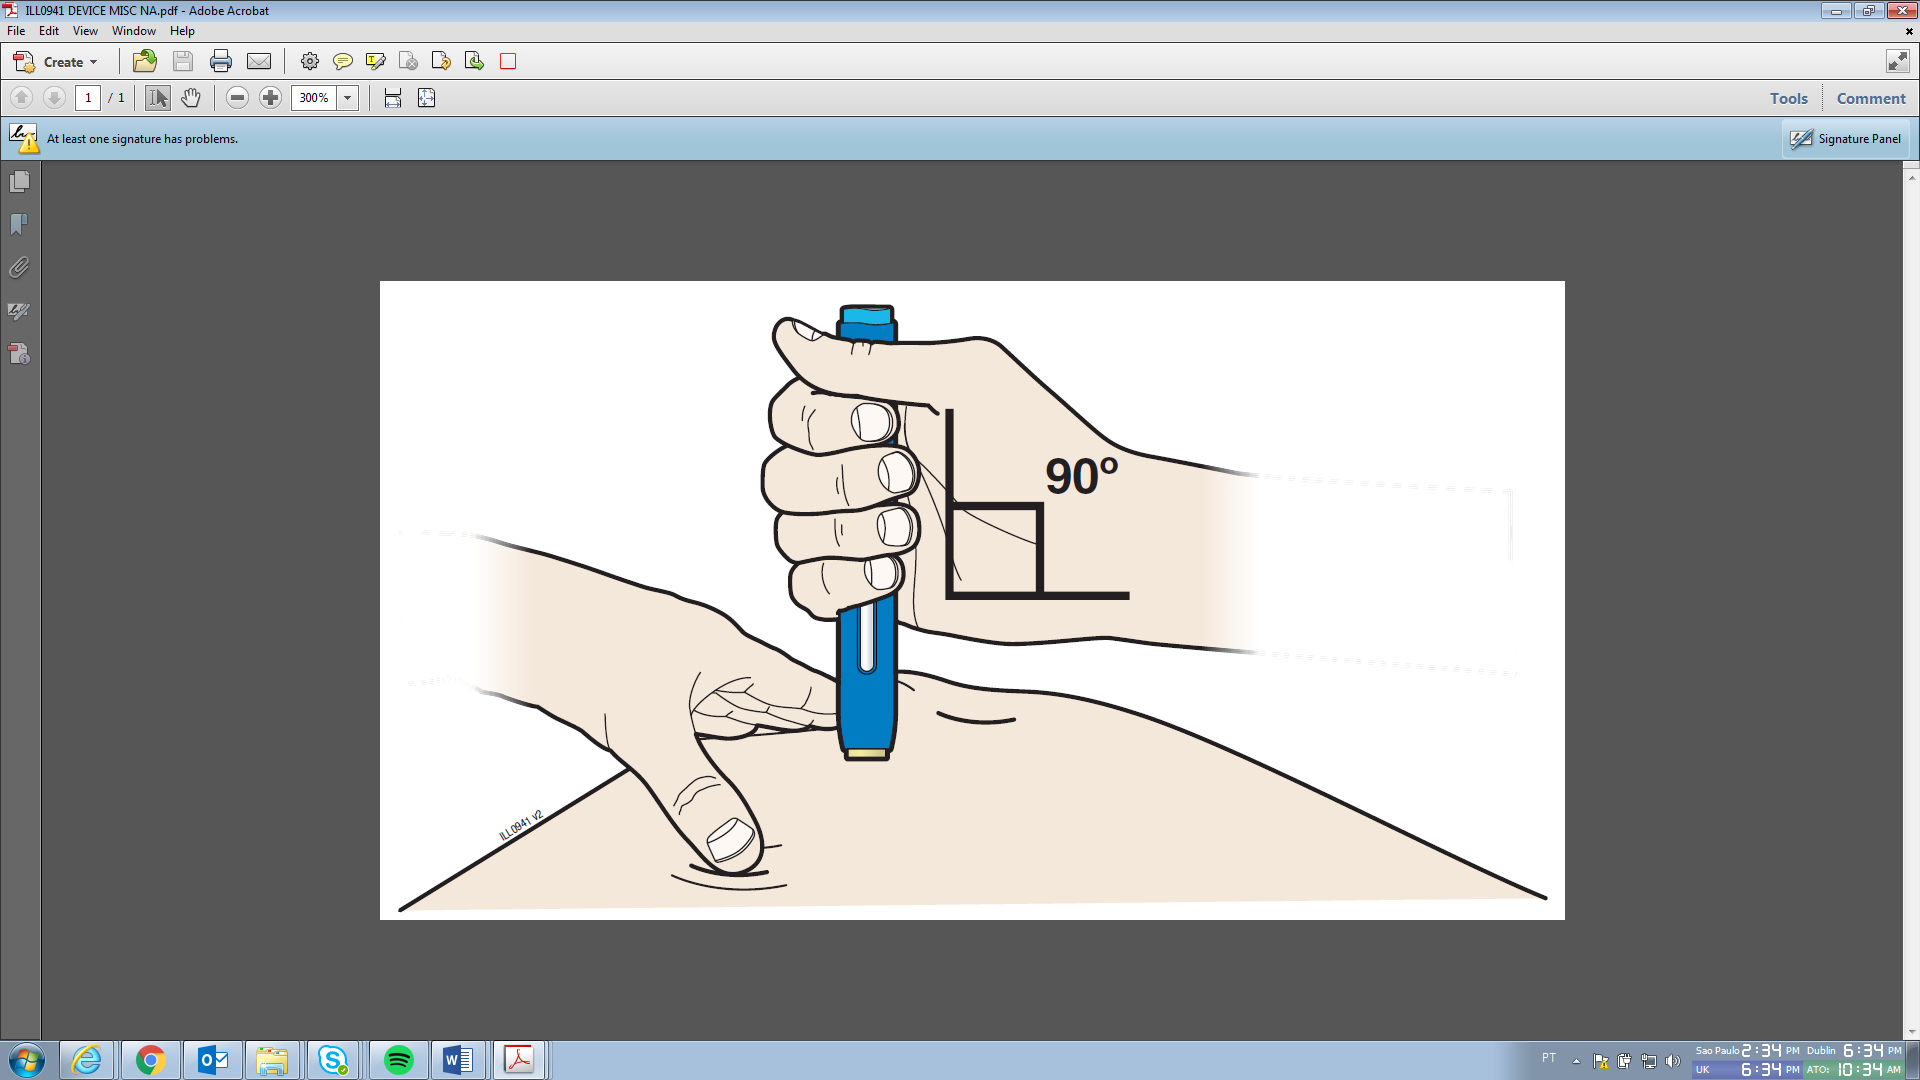 ILL0941 DEVICE MISC NA.pdf - Adobe Acrobat
File Edit View Window Help
Create
1 / 1
300%
Tools Comment
At least one signature has problems.
Signature Panel
90º
ILL0941 v2
PT
Sao Paulo 2:34 PM Dublin 6:34 PM
UK 6:34 PM ATO: 10:34 AM